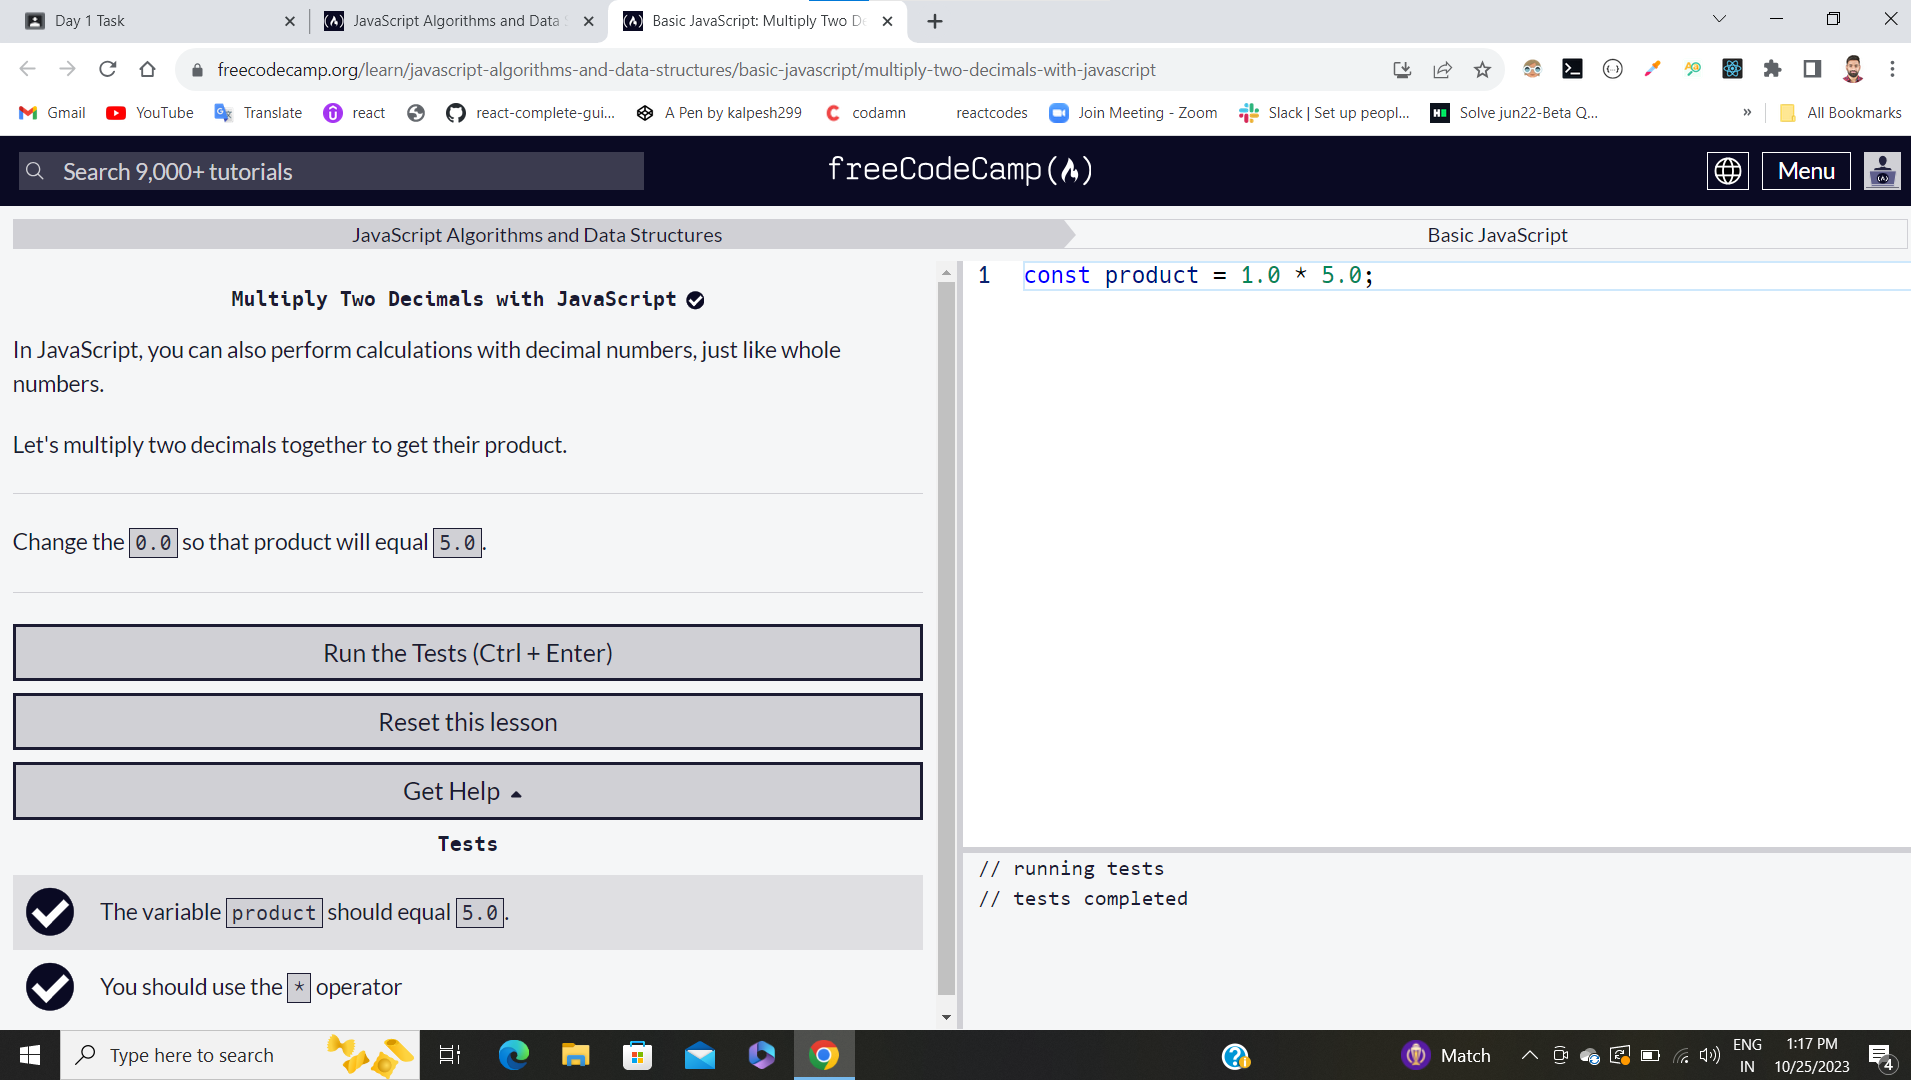 Day 1 Task
JavaScript Algorithms and Data S
Basic JavaScript: Multiply Two De
freecodecamp.org/learn/javascript-algorithms-and-data-structures/basic-javascript/multiply-two-decimals-with-javascript
Gmail YouTube Translate react react-complete-gui... A Pen by kalpesh299 codamn reactcodes Join Meeting - Zoom Slack | Set up peopl... Solve jun22-Beta Q... » All Bookmarks
Search 9,000+ tutorials
freeCodeCamp
Menu
JavaScript Algorithms and Data Structures
Basic JavaScript
Multiply Two Decimals with JavaScript
In JavaScript, you can also perform calculations with decimal numbers, just like whole
numbers.
Let's multiply two decimals together to get their product.
Change the 0.0 so that product will equal 5.0.
Run the Tests (Ctrl + Enter)
Reset this lesson
Get Help
Tests
The variable product should equal 5.0.
You should use the * operator
1 const product = 1.0 * 5.0;
// running tests
// tests completed
Type here to search
Match
ENG
IN
1:17 PM
10/25/2023
4